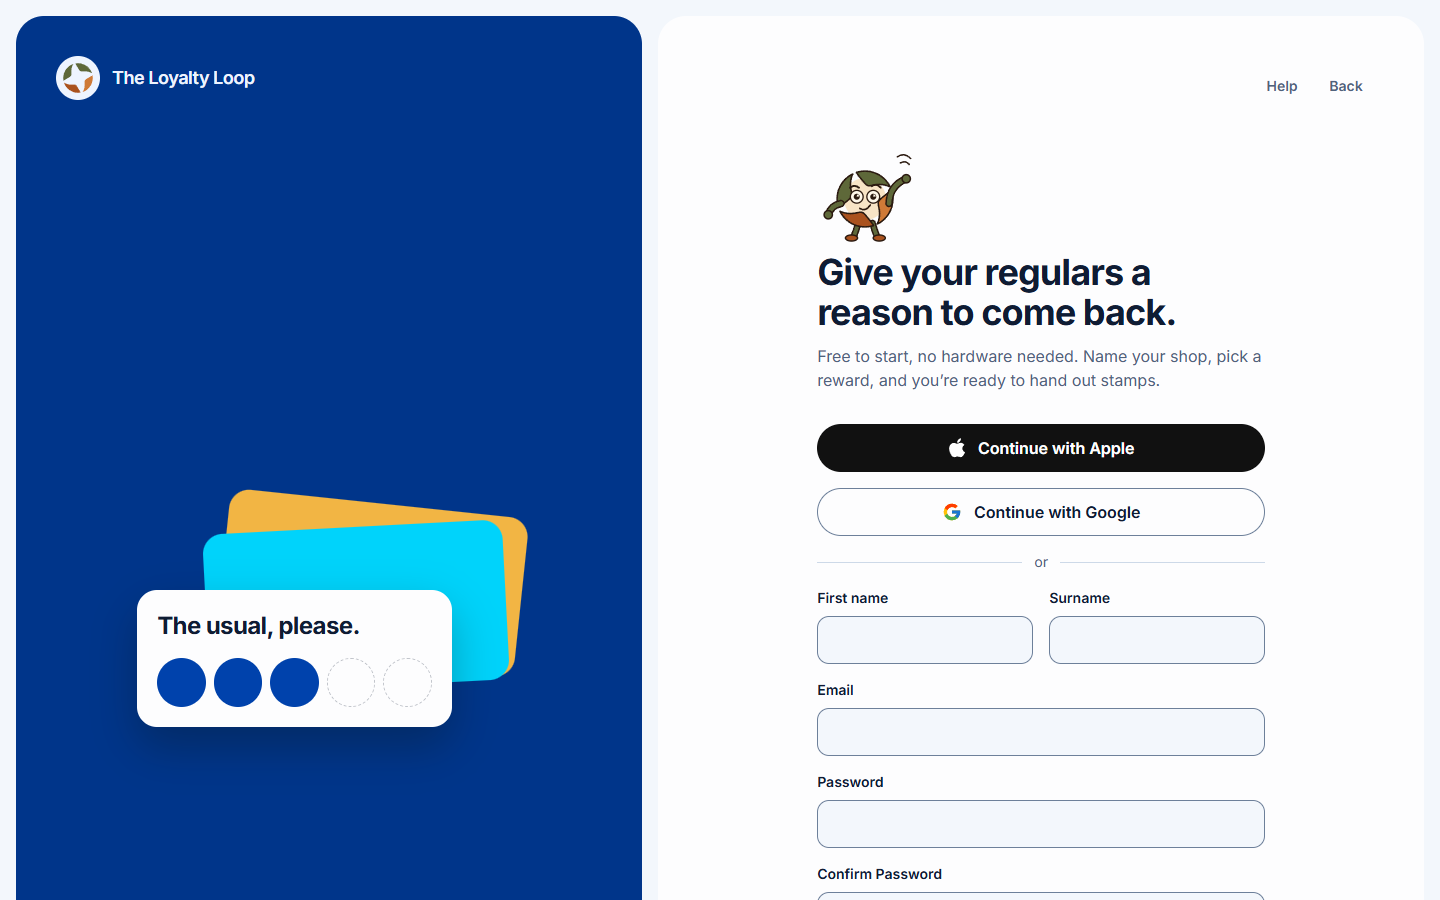 The Loyalty Loop
Help
Back
Give your regulars a
reason to come back.
Free to start, no hardware needed. Name your shop, pick a
reward, and you’re ready to hand out stamps.
Continue with Apple
Continue with Google
or
First name
Surname
Email
Password
Confirm Password
The usual, please.